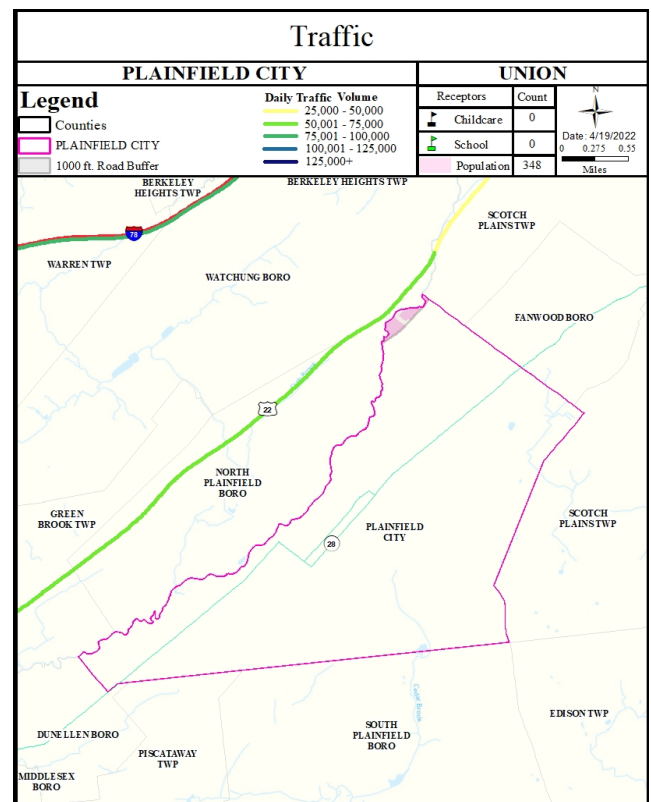 Traffic
PLAINFIELD CITY
UNION
Legend
Counties
PLAINFIELD CITY
1000 ft. Road Buffer
Daily Traffic Volume
25,000 - 50,000
50,001 - 75,000
75,001 - 100,000
100,001 - 125,000
125,000+
Receptors
Count
Childcare
0
School
0
Population
348
N
Date: 4/19/2022
0 0.275 0.55
Miles
BERKELEY
HEIGHTS TWP
BERKELEY HEIGHTS TWP
SCOTCH
PLAINS TWP
78
WARREN TWP
WATCHUNG BORO
FANWOOD BORO
22
NORTH
PLAINFIELD
BORO
GREEN
BROOK TWP
PLAINFIELD
CITY
SCOTCH
PLAINS TWP
28
Cedar Brook
EDISON TWP
DUNELLEN BORO
SOUTH
PLAINFIELD
BORO
PISCATAWAY
TWP
MIDDLESEX
BORO